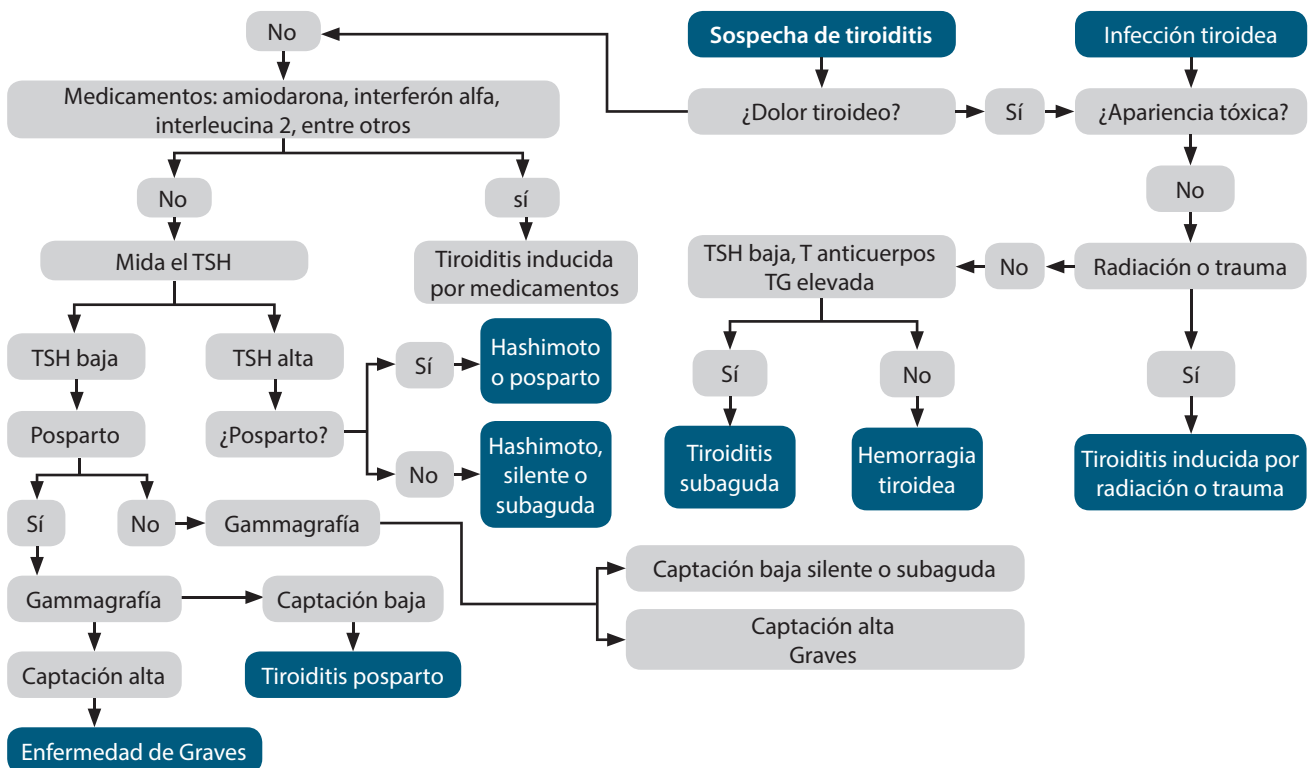 No
Sospecha de tiroiditis
Infección tiroidea
Medicamentos: amiodarona, interferón alfa,
interleucina 2, entre otros
¿Dolor tiroideo?
Sí
¿Apariencia tóxica?
No
sí
No
Mida el TSH
Tiroiditis inducida
por medicamentos
TSH baja, T anticuerpos
TG elevada
No
Radiación o trauma
TSH baja
TSH alta
Sí
Hashimoto
o posparto
Sí
No
Sí
Posparto
¿Posparto?
No
Hashimoto,
silente o
subaguda
Tiroiditis
subaguda
Hemorragia
tiroidea
Tiroiditis inducida por
radiación o trauma
Sí
No
Gammagrafía
Gammagrafía
Captación baja
Captación baja silente o subaguda
Captación alta
Graves
Captación alta
Tiroiditis posparto
Enfermedad de Graves